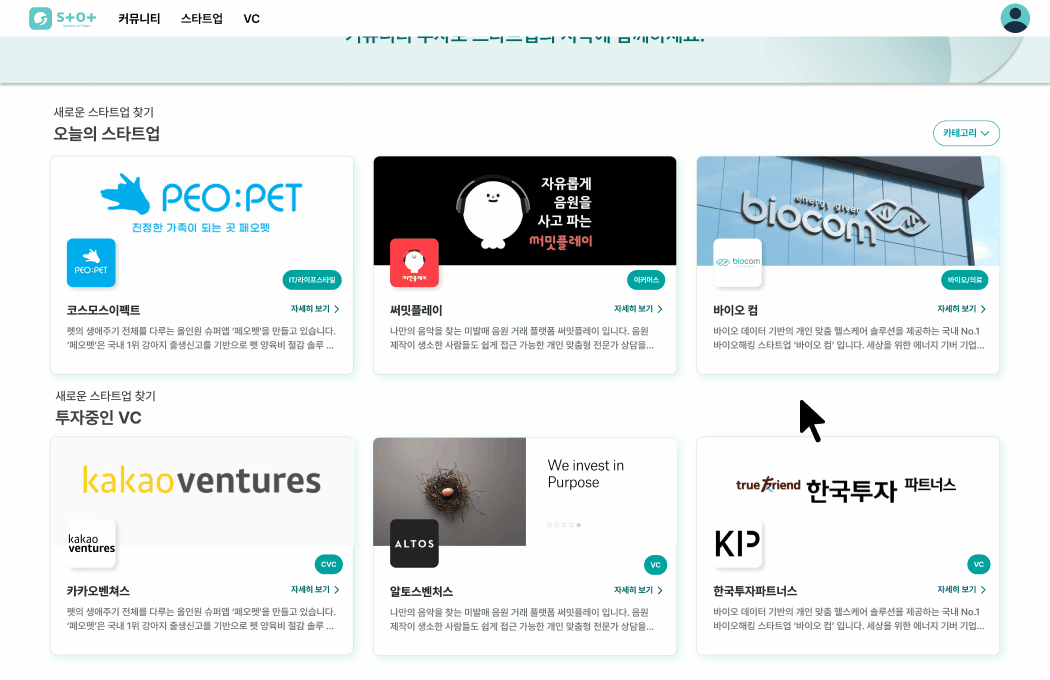 S+O+
커뮤니티
스타트업
VC
새로운 스타트업 찾기
오늘의 스타트업
카테고리
PEO:PET
진정한 가족이 되는 곳 페오펫
PEO:PET
IT/라이프스타일
코스모스이펙트
자세히 보기
펫의 생애주기 전체를 다루는 올인원 슈퍼앱 '페오펫'을 만들고 있습니다.
'페오펫'은 국내 1위 강아지 출생신고를 기반으로 펫 양육비 절감 솔루 ...
자유롭게
음원을
사고 파는
써밋플레이
써밋플레이
이커머스
써밋플레이
자세히 보기
나만의 음악을 찾는 미발매 음원 거래 플랫폼 써밋플레이 입니다. 음원
제작이 생소한 사람들도 쉽게 접근 가능한 개인 맞춤형 전문가 상담을...
energy giver
biocom
biocom
바이오/의료
바이오 컴
자세히 보기
바이오 데이터 기반의 개인 맞춤 헬스케어 솔루션을 제공하는 국내 No.1
바이오해킹 스타트업 '바이오 컴' 입니다. 세상을 위한 에너지 기버 기업...
새로운 스타트업 찾기
투자중인 VC
kakaoventures
kakao
ventures
CVC
카카오벤쳐스
자세히 보기
펫의 생애주기 전체를 다루는 올인원 슈퍼앱 '페오펫'을 만들고 있습니다.
'페오펫'은 국내 1위 강아지 출생신고를 기반으로 펫 양육비 절감 솔루 ...
We invest in
Purpose
ALTOS
VC
알토스벤처스
자세히 보기
나만의 음악을 찾는 미발매 음원 거래 플랫폼 써밋플레이 입니다. 음원
제작이 생소한 사람들도 쉽게 접근 가능한 개인 맞춤형 전문가 상담을...
true Friend 한국투자 파트너스
KIP
VC
한국투자파트너스
자세히 보기
바이오 데이터 기반의 개인 맞춤 헬스케어 솔루션을 제공하는 국내 No.1
바이오해킹 스타트업 '바이오 컴' 입니다. 세상을 위한 에너지 기버 기업...